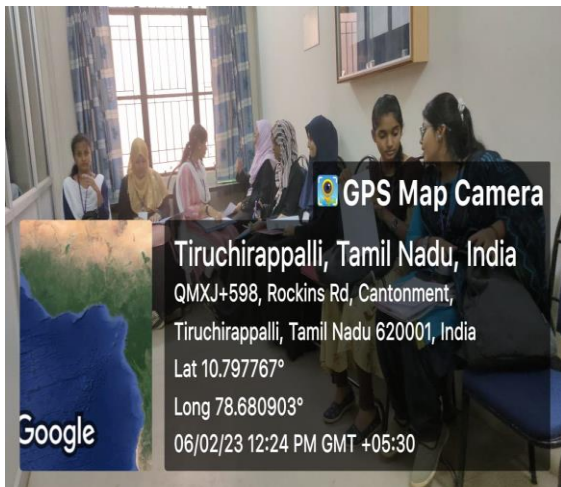 GPS Map Camera
Tiruchirappalli, Tamil Nadu, India
QMXJ+598, Rockins Rd, Cantonment,
Tiruchirappalli, Tamil Nadu 620001, India
Lat 10.797767°
Long 78.680903°
06/02/23 12:24 PM GMT +05:30
Google